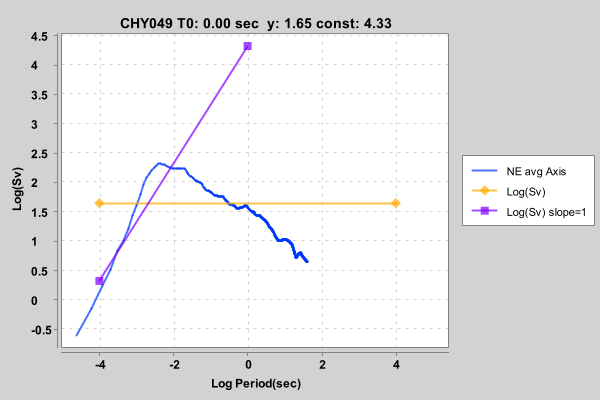 CHY049 T0: 0.00 sec y: 1.65 const: 4.33
4.5
4
3.5
3
2.5
2
1.5
1
0.5
0
-0.5
Log(Sv)
-4 -2 0 2 4
Log Period(sec)
NE avg Axis
Log(Sv)
Log(Sv) slope=1